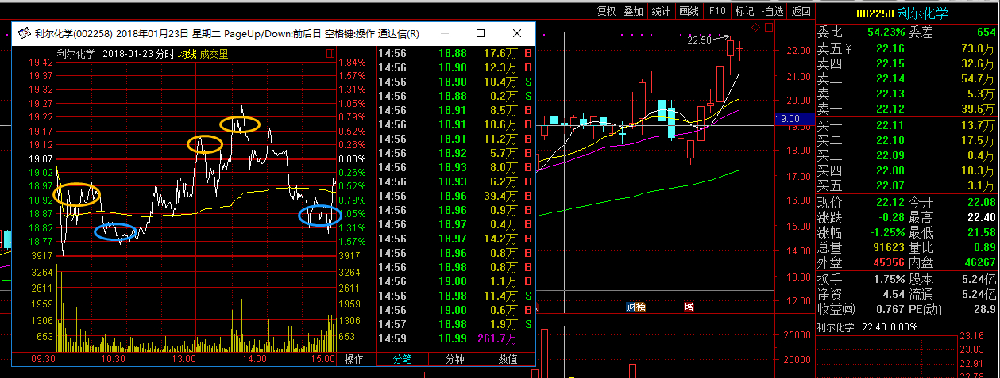 复权 叠加 统计 画线 F10 标记 -自选 返回
002258 利尔化学
利尔化学(002258) 2018年01月23日 星期二 PageUp/Down:前后日 空格键:操作 通达信(R)
利尔化学 2018-01-23 分时 均线 成交量
19.42 1.84%
19.37 1.57%
19.32 1.31%
19.27 1.05%
19.22 0.79%
19.17 0.52%
19.12 0.26%
19.07 0.00%
19.02 0.26%
18.97 0.52%
18.92 0.79%
18.87 1.05%
18.82 1.31%
18.77 1.57%
3917 3917
3264 3264
2611 2611
1959 1959
1306 1306
653 653
09:30 10:30 13:00 14:00 15:00 操作
14:56 18.88 17.6万 B
14:56 18.90 12.3万 B
14:56 18.90 10.4万 S
14:56 18.88 0.2万 S
14:56 18.91 8.5万 B
14:56 18.91 10.6万 B
14:56 18.91 11.2万 B
14:56 18.92 5.7万 B
14:56 18.93 8.0万 B
14:56 18.93 6.2万 B
14:56 18.96 39.4万 B
14:56 18.96 0.9万 B
14:56 18.97 0.4万 B
14:56 18.97 14.2万 B
14:56 18.96 0.8万 B
14:56 18.98 0.8万 B
14:56 19.00 1.1万 B
14:56 18.98 11.4万 S
14:56 19.00 0.6万 B
14:57 18.98 1.9万 S
14:59 18.99 261.7万
分笔 分钟 数值
22.58
22.00
21.00
20.00
19.00
19.00
18.00
17.00
16.00
15.00
14.00
13.00
12.00
财 榜 增
25000
20000
委比 -54.23% 委差 -654
卖五 ¥ 22.16 73.8万
卖四 22.15 32.6万
卖三 22.14 54.7万
卖二 22.13 5.3万
卖一 22.12 39.6万
买一 22.11 13.7万
买二 22.10 17.5万
买三 22.09 8.4万
买四 22.08 18.3万
买五 22.07 3.1万
现价 22.12 今开 22.08
涨跌 -0.28 最高 22.40
涨幅 -1.25% 最低 21.58
总量 91623 量比 0.89
外盘 45356 内盘 46267
换手 1.75% 股本 5.24亿
净资 4.54 流通 5.24亿
收益㈣ 0.767 PE(动) 28.9
利尔化学 22.40 0.00%
23.16
23.03
22.91
22.78